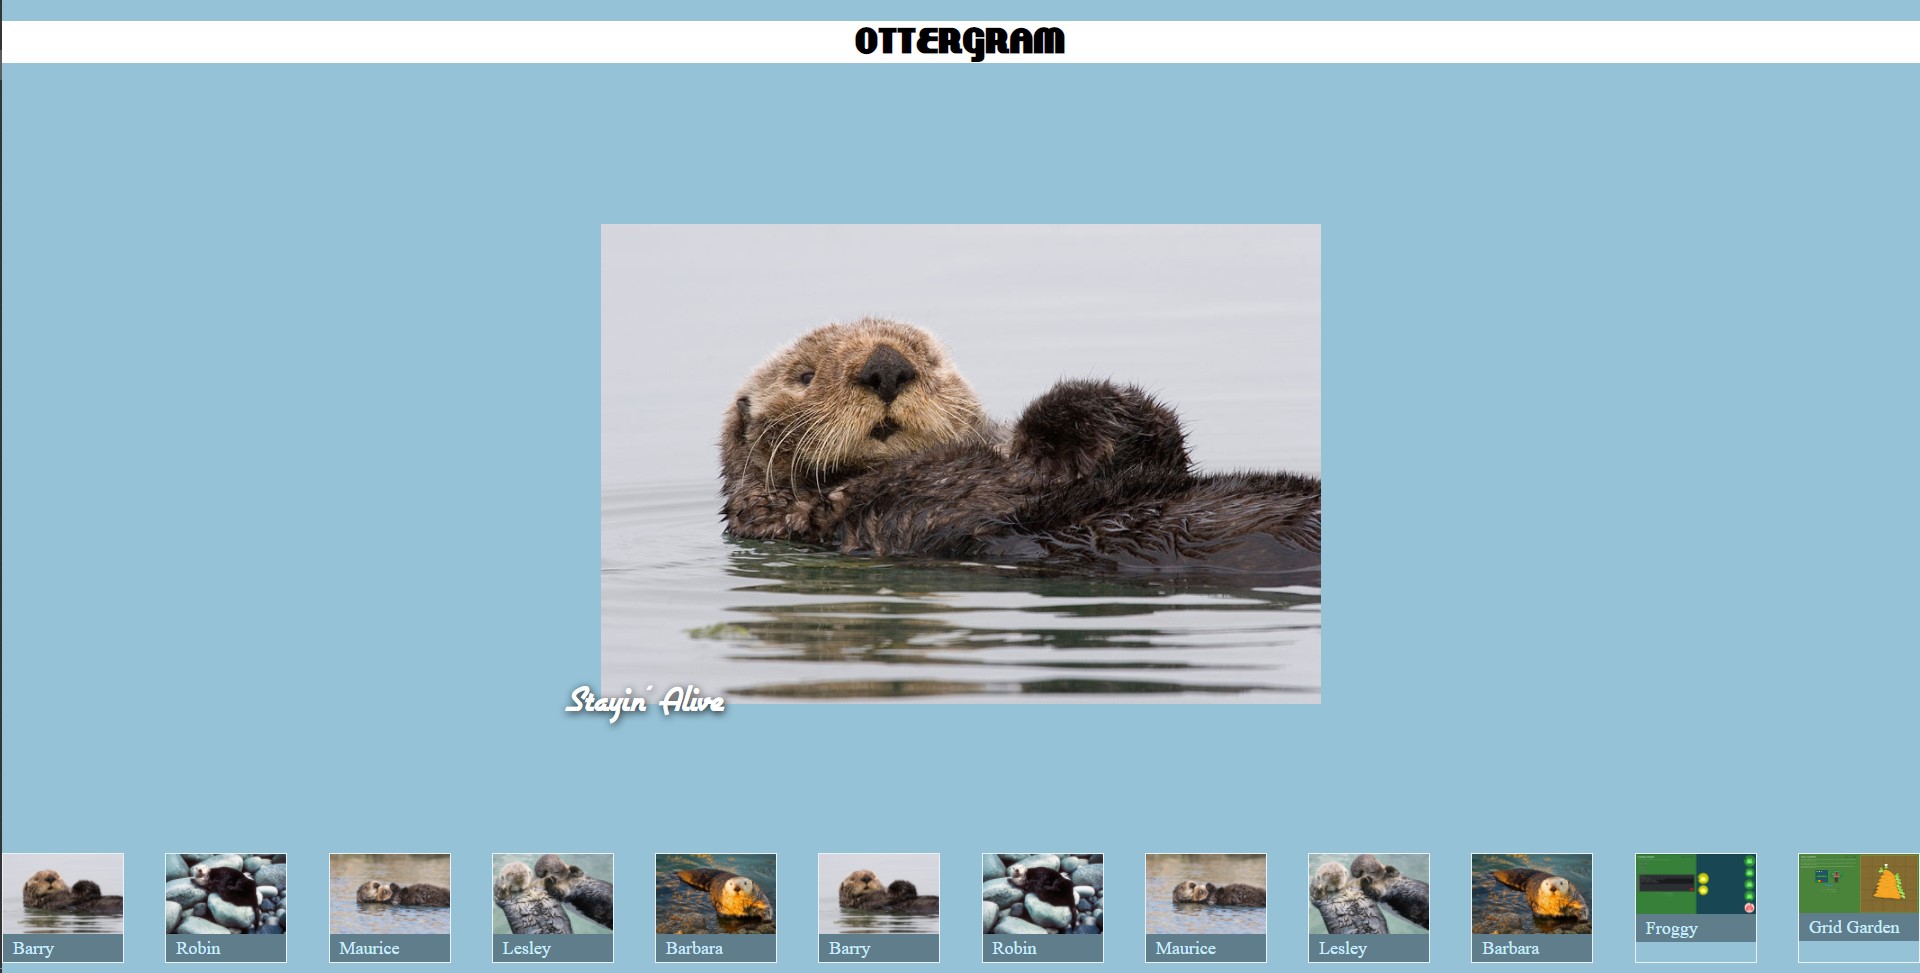 OTTERGRAM
Stayin' Alive
Barry
Robin
Maurice
Lesley
Barbara
Barry
Robin
Maurice
Lesley
Barbara
Froggy
Grid Garden